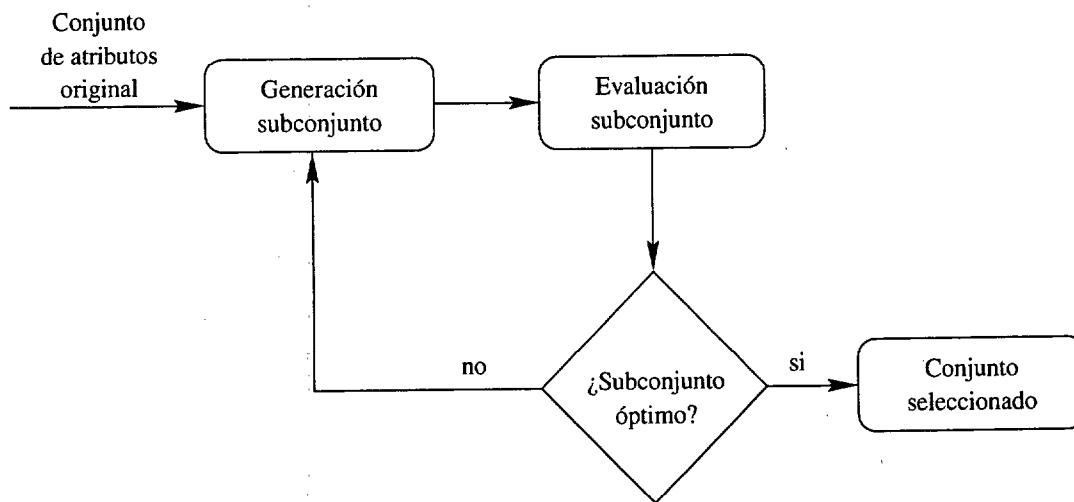 Conjunto
de atributos
original
Generación
subconjunto
Evaluación
subconjunto
¿Subconjunto
óptimo?
no
si
Conjunto
seleccionado